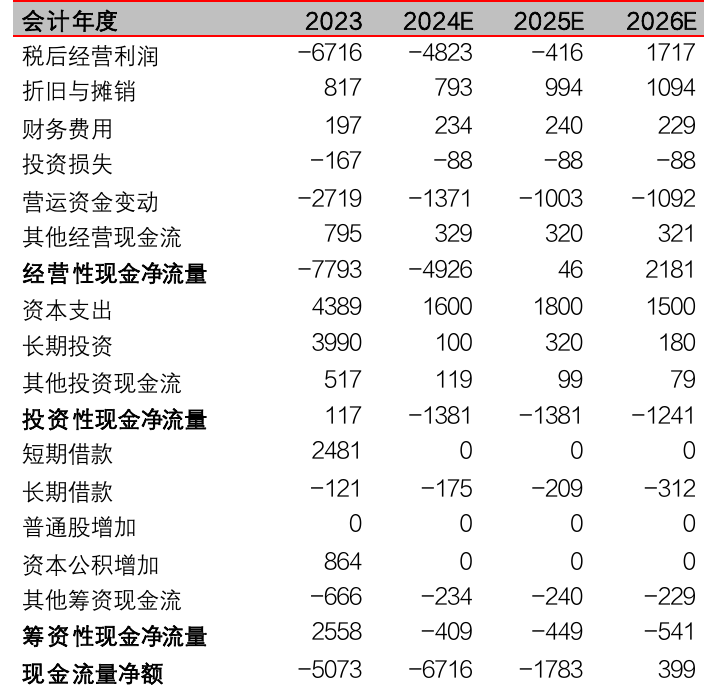 会计年度 2023 2024E 2025E 2026E
税后经营利润 -6716 -4823 -416 1717
折旧与摊销 817 793 994 1094
财务费用 197 234 240 229
投资损失 -167 -88 -88 -88
营运资金变动 -2719 -1371 -1003 -1092
其他经营现金流 795 329 320 321
经营性现金净流量 -7793 -4926 46 2181
资本支出 4389 1600 1800 1500
长期投资 3990 100 320 180
其他投资现金流 517 119 99 79
投资性现金净流量 117 -1381 -1381 -1241
短期借款 2481 0 0 0
长期借款 -121 -175 -209 -312
普通股增加 0 0 0 0
资本公积增加 864 0 0 0
其他筹资现金流 -666 -234 -240 -229
筹资性现金净流量 2558 -409 -449 -541
现金流量净额 -5073 -6716 -1783 399